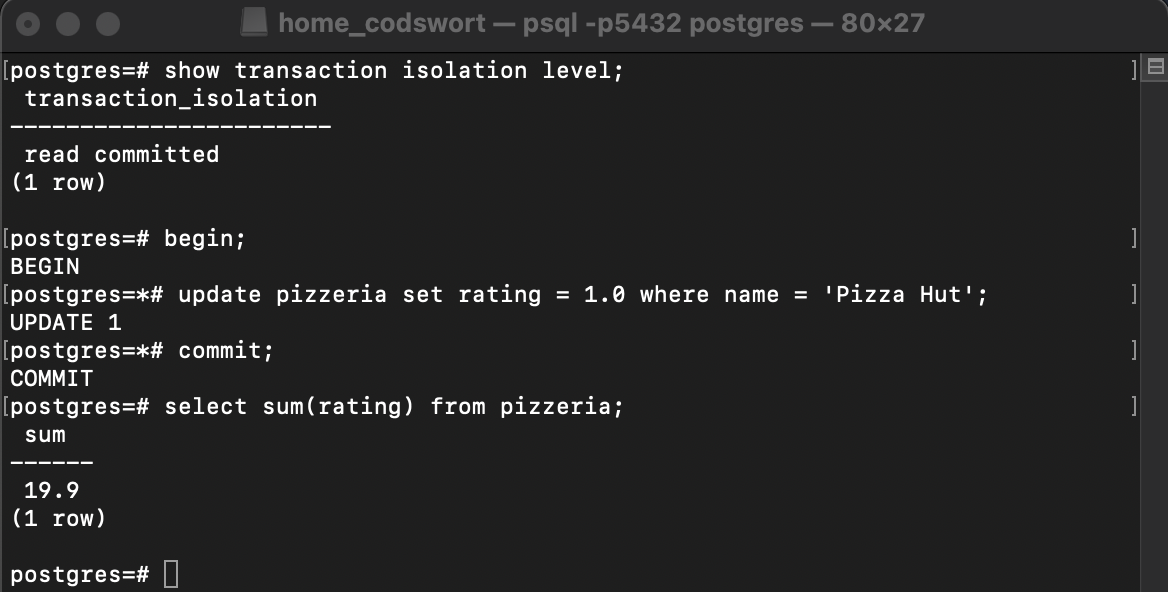 home_codswort — psql -p5432 postgres — 80×27
[postgres=# show transaction isolation level; ]
transaction_isolation
-----------------------
read committed
(1 row)
[postgres=# begin; ]
BEGIN
[postgres=*# update pizzeria set rating = 1.0 where name = 'Pizza Hut'; ]
UPDATE 1
[postgres=*# commit; ]
COMMIT
[postgres=# select sum(rating) from pizzeria; ]
sum
------
19.9
(1 row)
postgres=#